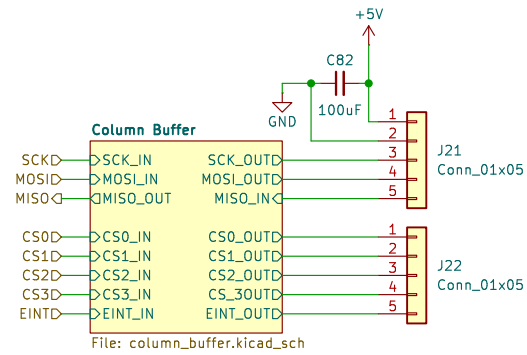 +5V
C82
100uF
GND
Column Buffer
1
2
SCK SCK_IN SCK_OUT 3 J21
MOSI MOSI_IN MOSI_OUT 4 Conn_01x05
MISO MISO_OUT MISO_IN 5
CS0 CS0_IN CS0_OUT 1
CS1 CS1_IN CS1_OUT 2
CS2 CS2_IN CS2_OUT 3 J22
CS3 CS3_IN CS_3OUT 4 Conn_01x05
EINT EINT_IN EINT_OUT 5
File: column_buffer.kicad_sch